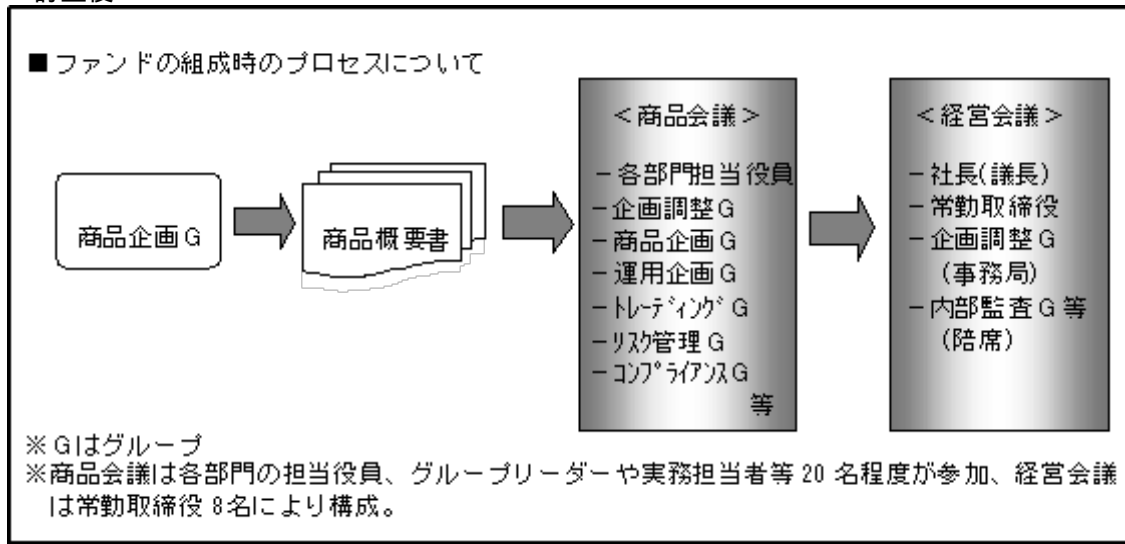 ■ファンドの組成時のプロセスについて
商品企画G
商品概要書
＜商品会議＞
－各部門担当役員
－企画調整G
－商品企画G
－運用企画G
－ﾄﾚｰﾃﾞｨﾝｸﾞG
－ﾘｽｸ管理G
－ｺﾝﾌﾟﾗｲｱﾝｽG
等
＜経営会議＞
－社長(議長)
－常勤取締役
－企画調整G
(事務局)
－内部監査G等
(陪席)
※Gはグループ
※商品会議は各部門の担当役員、グループリーダーや実務担当者等 20 名程度が参加、経営会議
は常勤取締役 8名により構成。